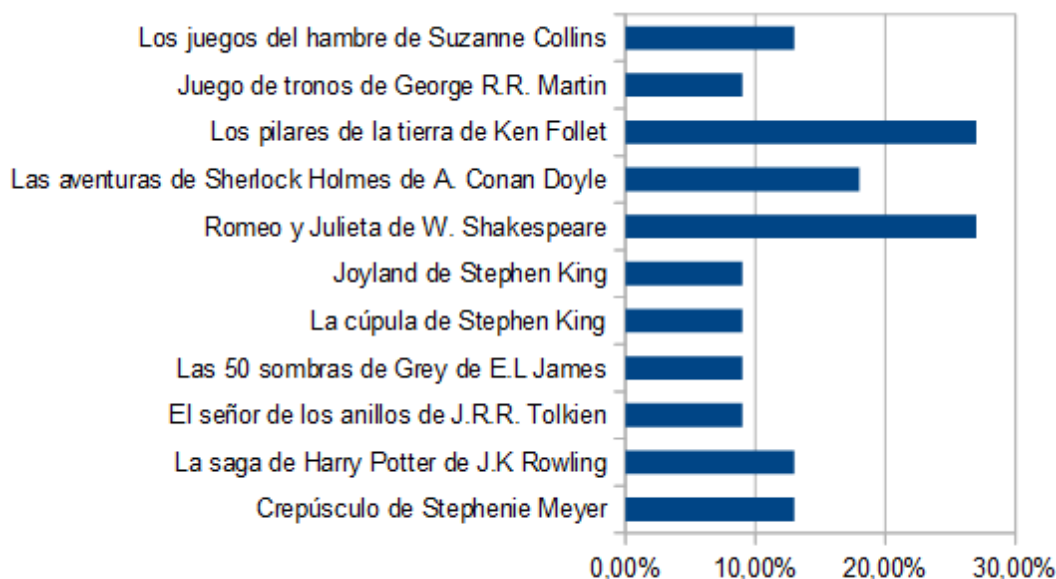 Los juegos del hambre de Suzanne Collins
Juego de tronos de George R.R. Martin
Los pilares de la tierra de Ken Follet
Las aventuras de Sherlock Holmes de A. Conan Doyle
Romeo y Julieta de W. Shakespeare
Joyland de Stephen King
La cúpula de Stephen King
Las 50 sombras de Grey de E.L James
El señor de los anillos de J.R.R. Tolkien
La saga de Harry Potter de J.K Rowling
Crepúsculo de Stephenie Meyer
0,00% 10,00% 20,00% 30,00%